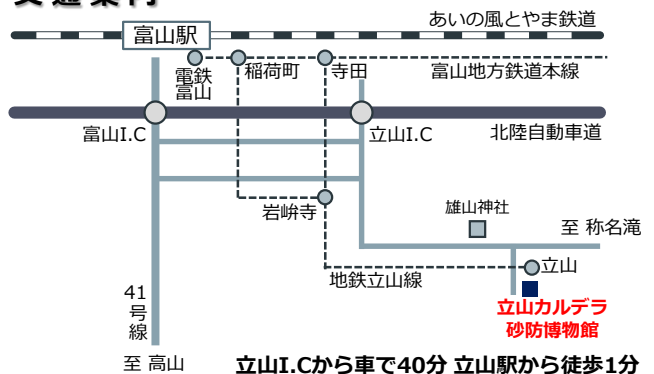 交通案内
あいの風とやま鉄道
富山駅
電鉄
富山
稲荷町
寺田
富山地方鉄道本線
富山I.C
立山I.C
北陸自動車道
岩峅寺
雄山神社
至 称名滝
立山
地鉄立山線
41
号
線
立山カルデラ
砂防博物館
至 高山
立山I.Cから車で40分 立山駅から徒歩1分